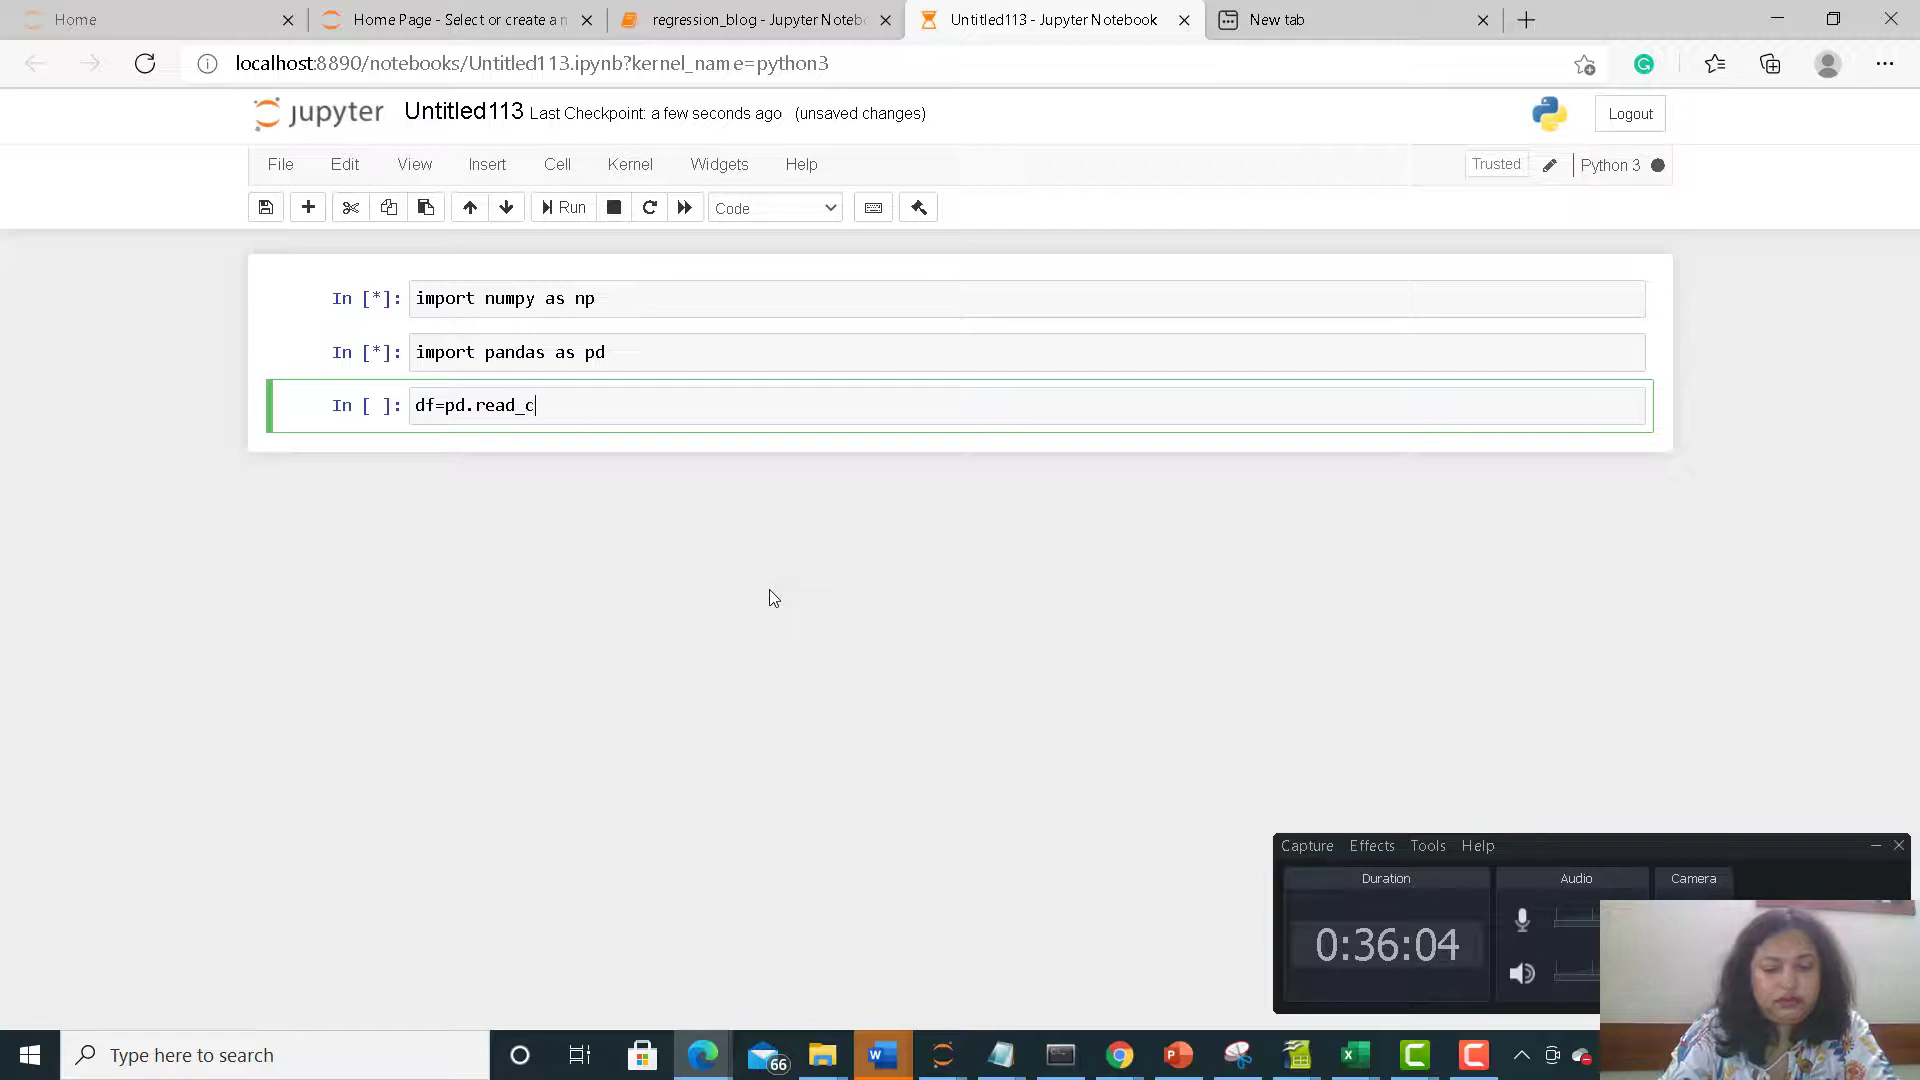 Home
Home Page - Select or create a n
regression_blog - Jupyter Notebo
Untitled113 - Jupyter Notebook
New tab
localhost:8890/notebooks/Untitled113.ipynb?kernel_name=python3
jupyter Untitled113 Last Checkpoint: a few seconds ago (unsaved changes)
Logout
File Edit View Insert Cell Kernel Widgets Help
Trusted
Python 3
Run
Code
In [*]: import numpy as np
In [*]: import pandas as pd
In [ ]: df=pd.read_c
Capture Effects Tools Help
Duration Audio Camera
0:36:04
Type here to search
66